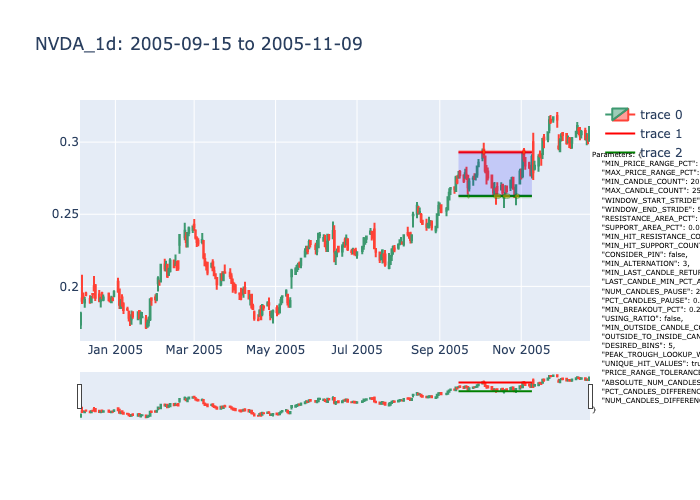 NVDA_1d: 2005-09-15 to 2005-11-09
0.3
0.25
0.2
Jan 2005
Mar 2005
May 2005
Jul 2005
Sep 2005
Nov 2005
trace 0
trace 1
trace 2
Parameters: {
"MIN_PRICE_RANGE_PCT":
"MAX_PRICE_RANGE_PCT":
"MIN_CANDLE_COUNT": 20
"MAX_CANDLE_COUNT": 25
"WINDOW_START_STRIDE"
"WINDOW_END_STRIDE": 5
"RESISTANCE_AREA_PCT":
"SUPPORT_AREA_PCT": 0.0
"MIN_HIT_RESISTANCE_CO
"MIN_HIT_SUPPORT_COUNT
"CONSIDER_PIN": false,
"MIN_ALTERNATION": 3,
"MIN_LAST_CANDLE_RETUR
"LAST_CANDLE_MIN_PCT_A
"NUM_CANDLES_PAUSE": 2
"PCT_CANDLES_PAUSE": 0.
"MIN_BREAKOUT_PCT": 0.2
"USING_RATIO": false,
"MIN_OUTSIDE_CANDLE_CO
"OUTSIDE_TO_INSIDE_CAN
"DESIRED_BINS": 5,
"PEAK_TROUGH_LOOKUP_W
"UNIQUE_HIT_VALUES": tru
"PRICE_RANGE_TOLERANC
"ABSOLUTE_NUM_CANDLES
"PCT_CANDLES_DIFFERENC
"NUM_CANDLES_DIFFEREN
}